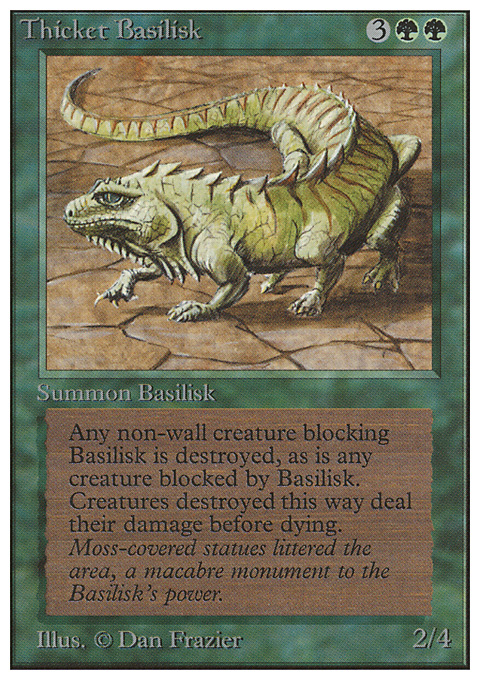 Thicket Basilisk 3
Summon Basilisk
Any non-wall creature blocking
Basilisk is destroyed, as is any
creature blocked by Basilisk.
Creatures destroyed this way deal
their damage before dying.
Moss-covered statues littered the
area, a macabre monument to the
Basilisk's power.
Illus. © Dan Frazier 2/4